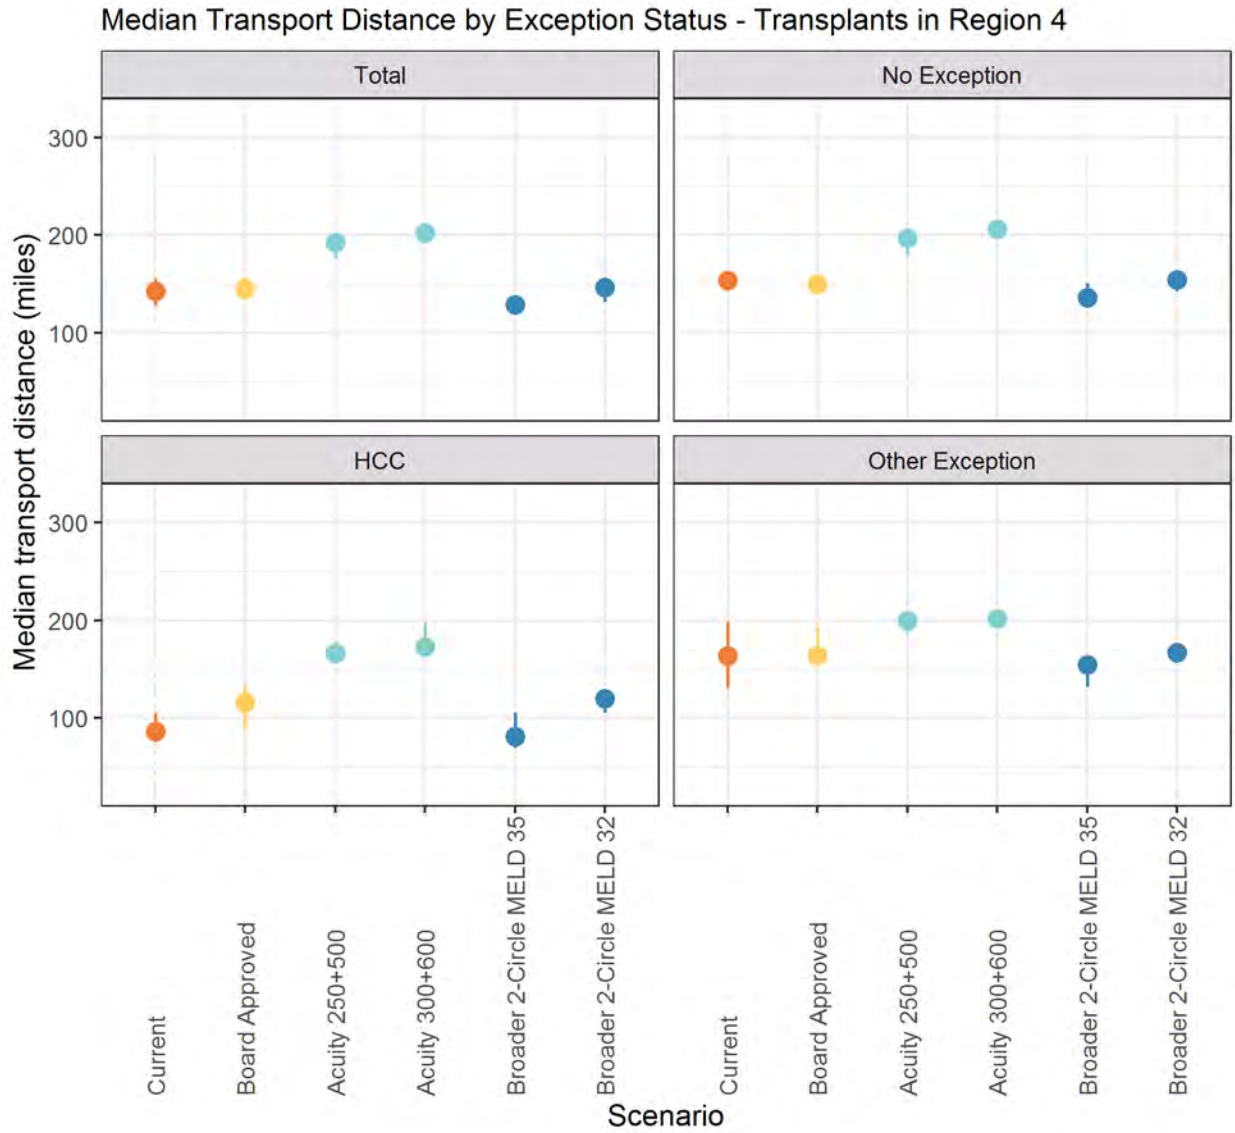 Median Transport Distance by Exception Status - Transplants in Region 4
Total
No Exception
300
200
100
HCC
Other Exception
300
200
100
Median transport distance (miles)
Current
Board Approved
Acuity 250+500
Acuity 300+600
Broader 2-Circle MELD 35
Broader 2-Circle MELD 32
Current
Board Approved
Acuity 250+500
Acuity 300+600
Broader 2-Circle MELD 35
Broader 2-Circle MELD 32
Scenario